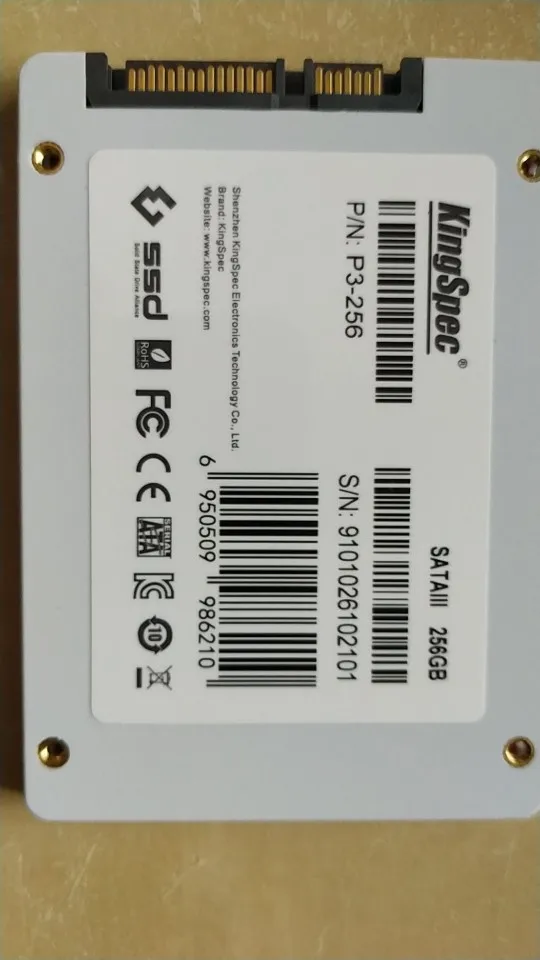 KingSpec®
SATAIII 256GB
P/N: P3-256
S/N: 9101026102101
Shenzhen KingSpec Electronics Technology Co., Ltd.
Brand: KingSpec
Website: www.kingspec.com
6 950509 986210
ssd
Solid State Drive Alliance
RoHS
FC CE SERIAL ATA 10